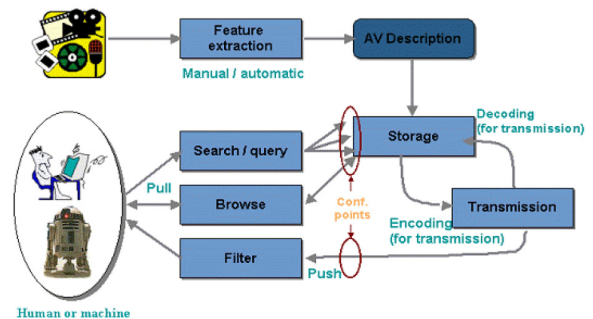 Feature
extraction
AV Description
Manual / automatic
Storage
Decoding
(for transmission)
Search / query
Pull
Browse
Conf.
points
Transmission
Encoding
(for transmission)
Filter
Push
Human or machine